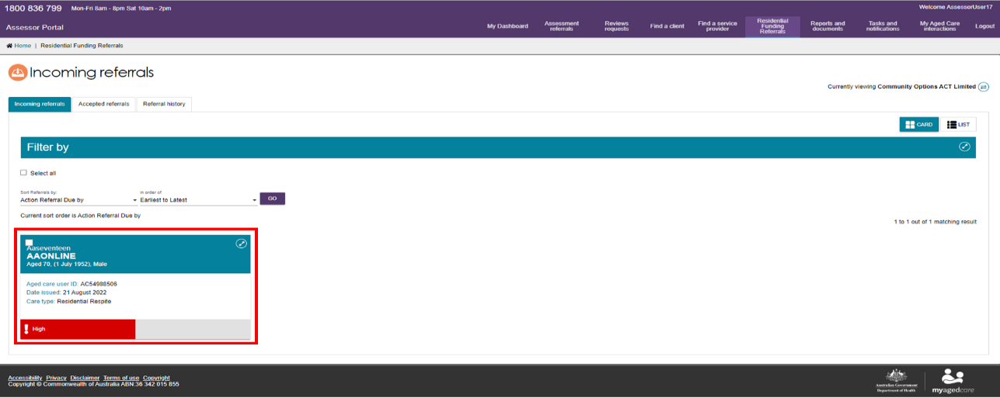 1800 836 799 Mon-Fri 8am - 8pm Sat 10am - 2pm
Welcome AssessorUser17
Assessor Portal
My Dashboard
Assessment referrals
Reviews requests
Find a client
Find a service provider
Residential Funding Referrals
Reports and documents
Tasks and notifications
My Aged Care interactions
Logout
Home | Residential Funding Referrals
Incoming referrals
Currently viewing Community Options ACT Limited
Incoming referrals
Accepted referrals
Referral history
CARD
LIST
Filter by
Select all
Sort Referrals by:
Action Referral Due by
in order of
Earliest to Latest
GO
Current sort order is Action Referral Due by
1 to 1 out of 1 matching result
Aaseventeen
AAONLINE
Aged 70, (1 July 1952), Male
Aged care user ID: AC54988506
Date issued: 21 August 2022
Care type: Residential Respite
! High
Accessibility Privacy Disclaimer Terms of use Copyright
Copyright © Commonwealth of Australia ABN:36 342 015 855
Australian Government
Department of Health
myagedcare